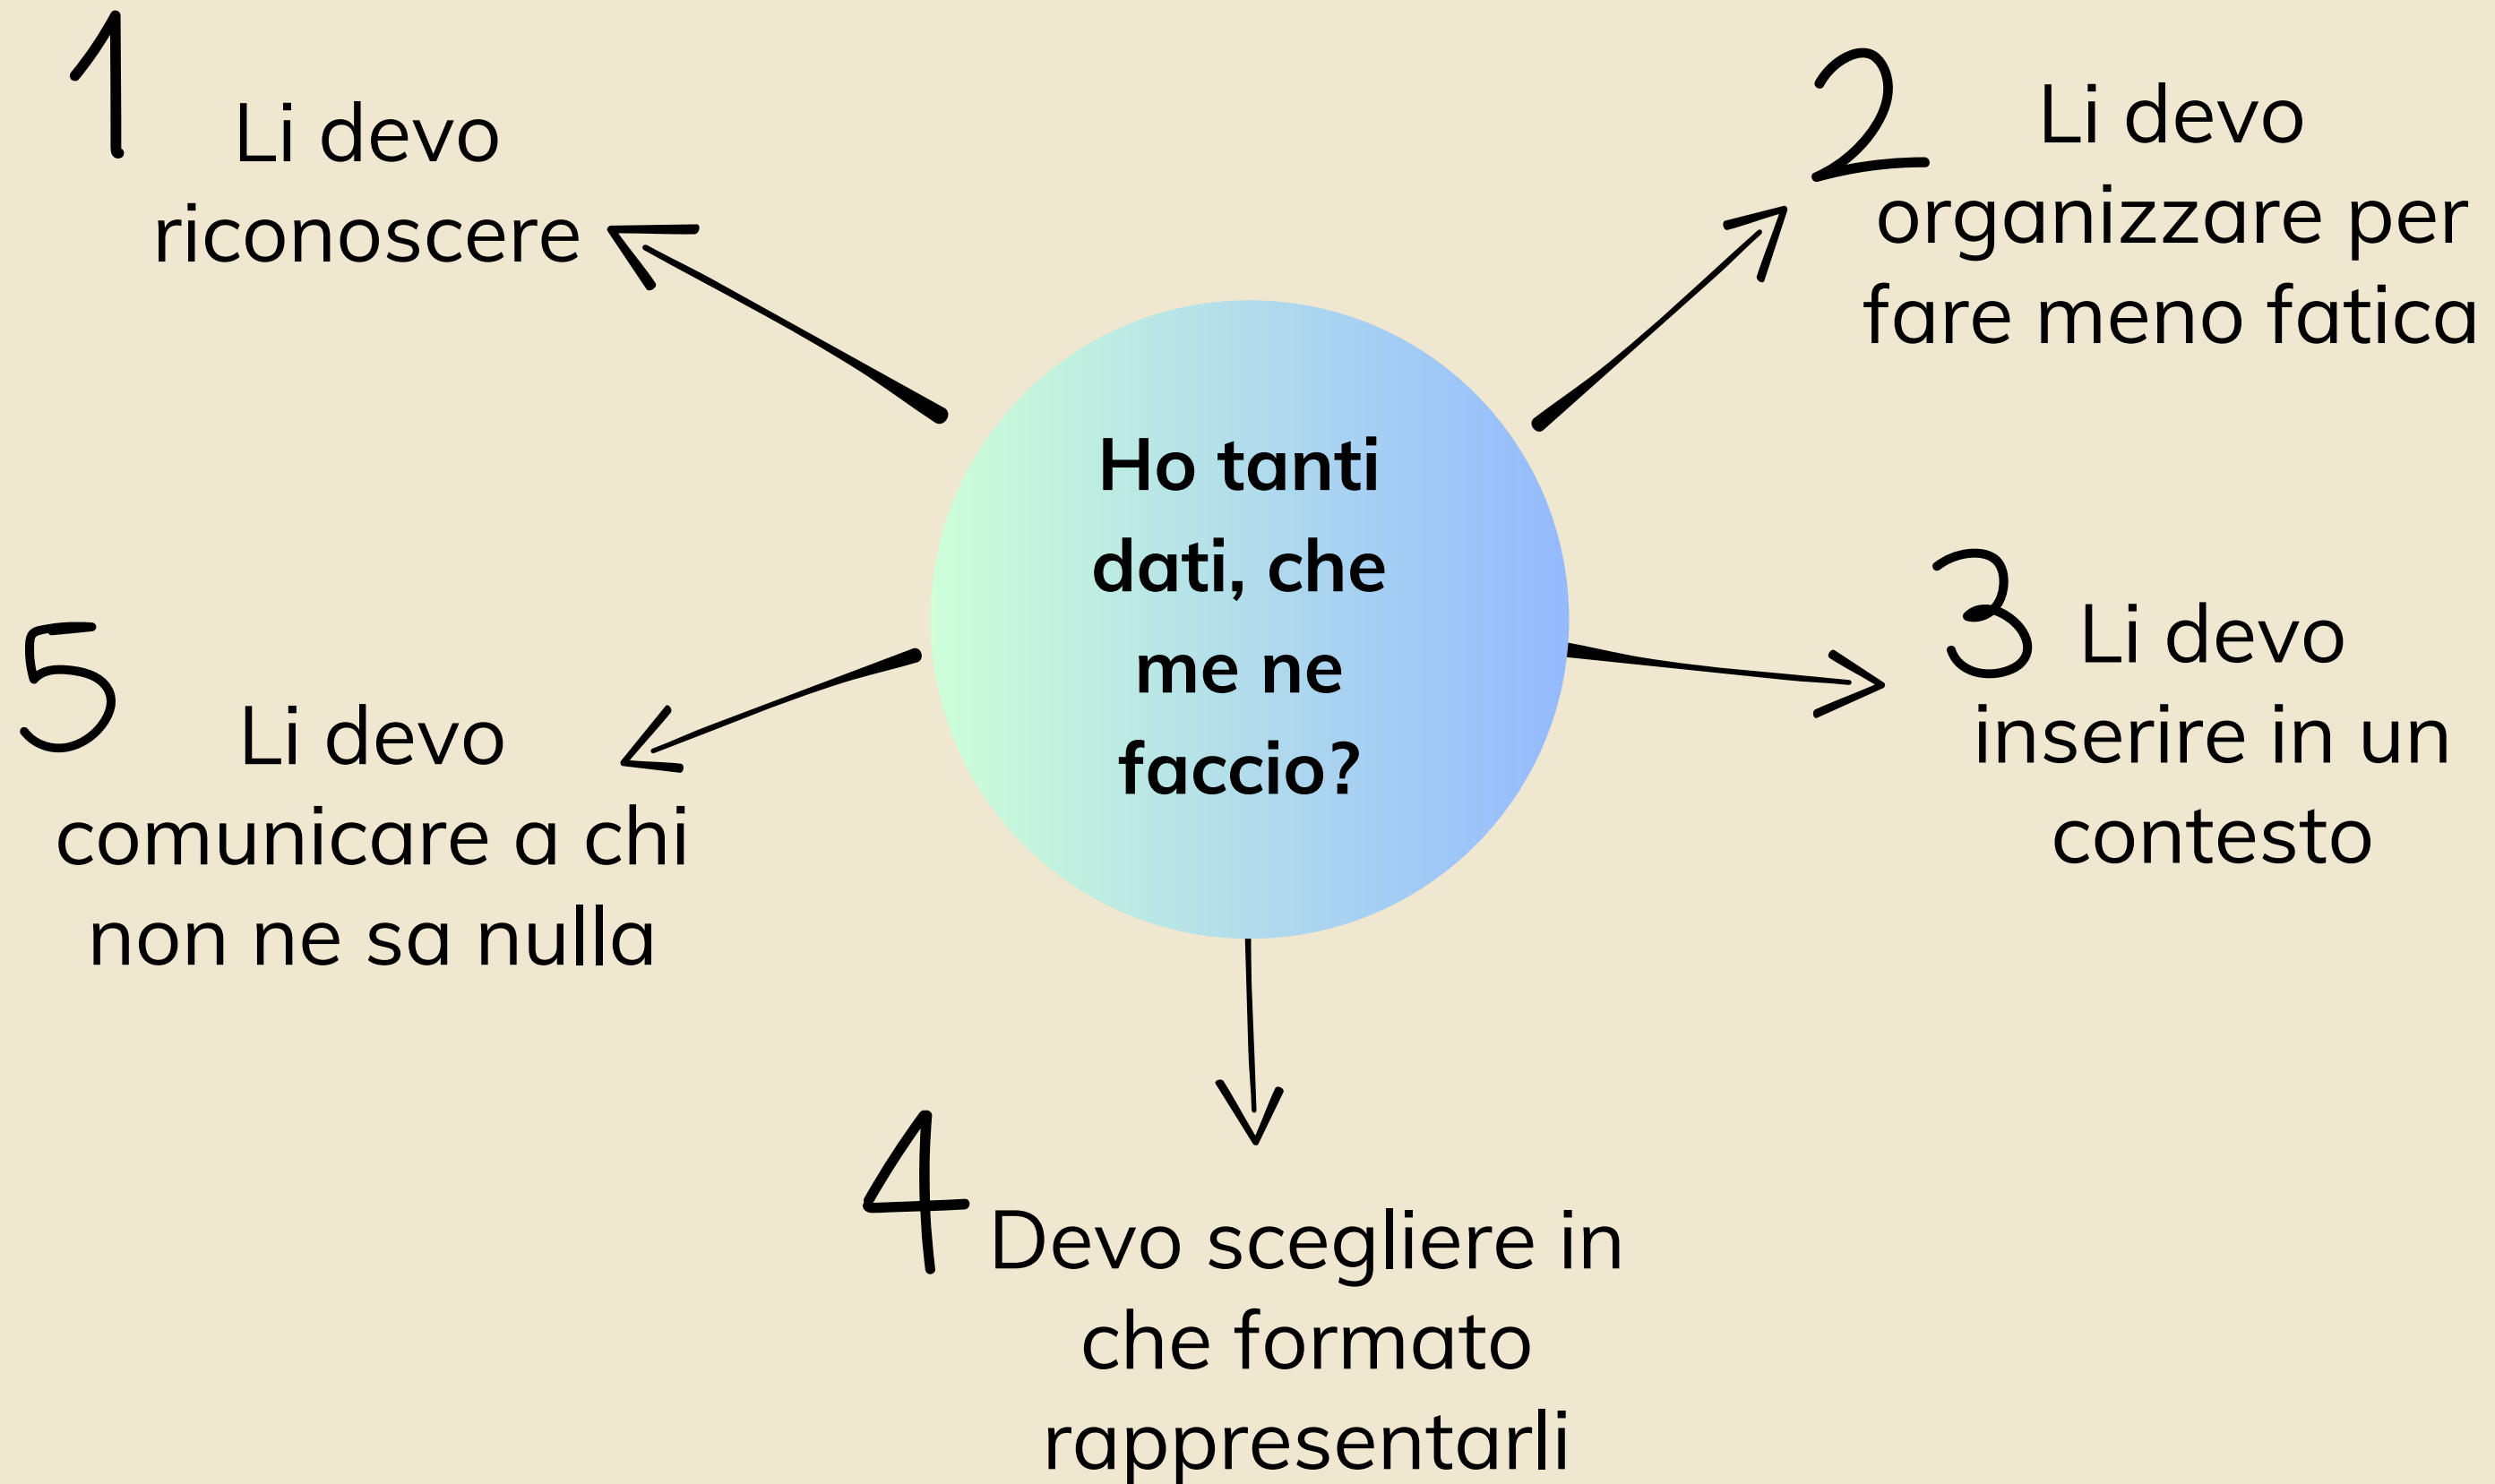 1
Li devo
riconoscere
2
Li devo
organizzare per
fare meno fatica
Ho tanti
dati, che
me ne
faccio?
3
Li devo
inserire in un
contesto
5
Li devo
comunicare a chi
non ne sa nulla
4
Devo scegliere in
che formato
rappresentarli